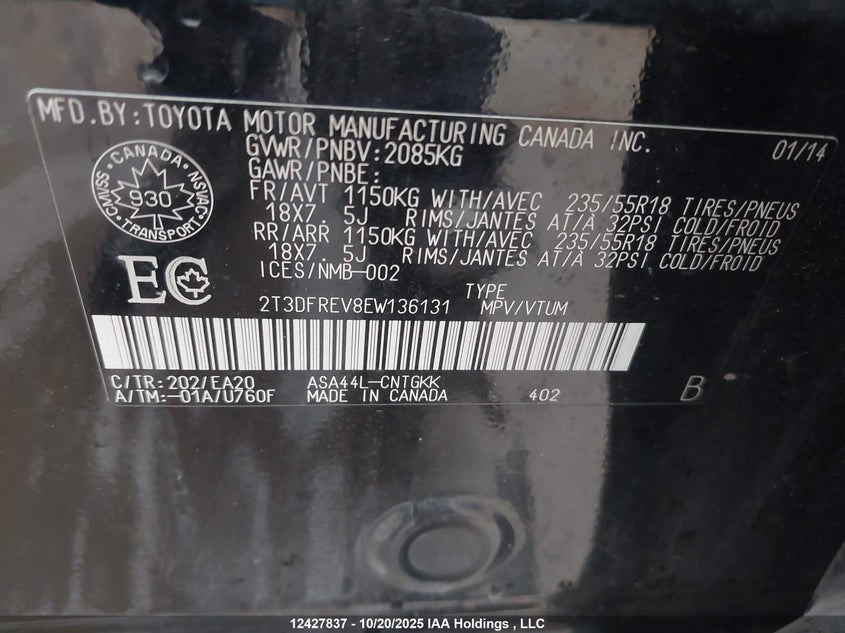 MFD.BY:TOYOTA MOTOR MANUFACTURING CANADA INC. 01/14
GVWR/PNBV:2085KG
GAWR/PNBE:
FR/AVT 1150KG WITH/AVEC 235/55R18 TIRES/PNEUS
18X7. 5J RIMS/JANTES AT/À 32PSI COLD/FROID
RR/ARR 1150KG WITH/AVEC 235/55R18 TIRES/PNEUS
18X7. 5J RIMS/JANTES AT/À 32PSI COLD/FROID
ICES/NMB-002
CANADA
CMVSS 930 NSVAC
TRANSPORT
EC
TYPE
2T3DFREV8EW136131 MPV/VTUM
C/TR:202/EA20 ASA44L-CNTGKK
A/TM:-01A/U760F MADE IN CANADA 402 B
12427837 - 10/20/2025 IAA Holdings , LLC